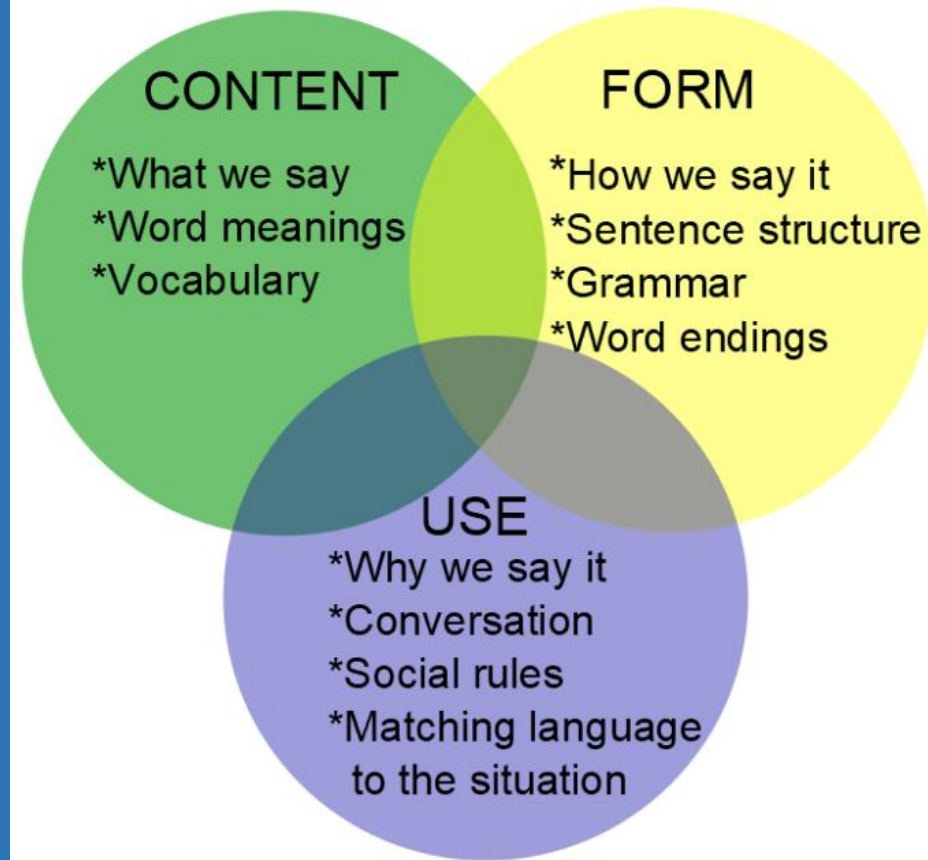 CONTENT
*What we say
*Word meanings
*Vocabulary
FORM
*How we say it
*Sentence structure
*Grammar
*Word endings
USE
*Why we say it
*Conversation
*Social rules
*Matching language
to the situation